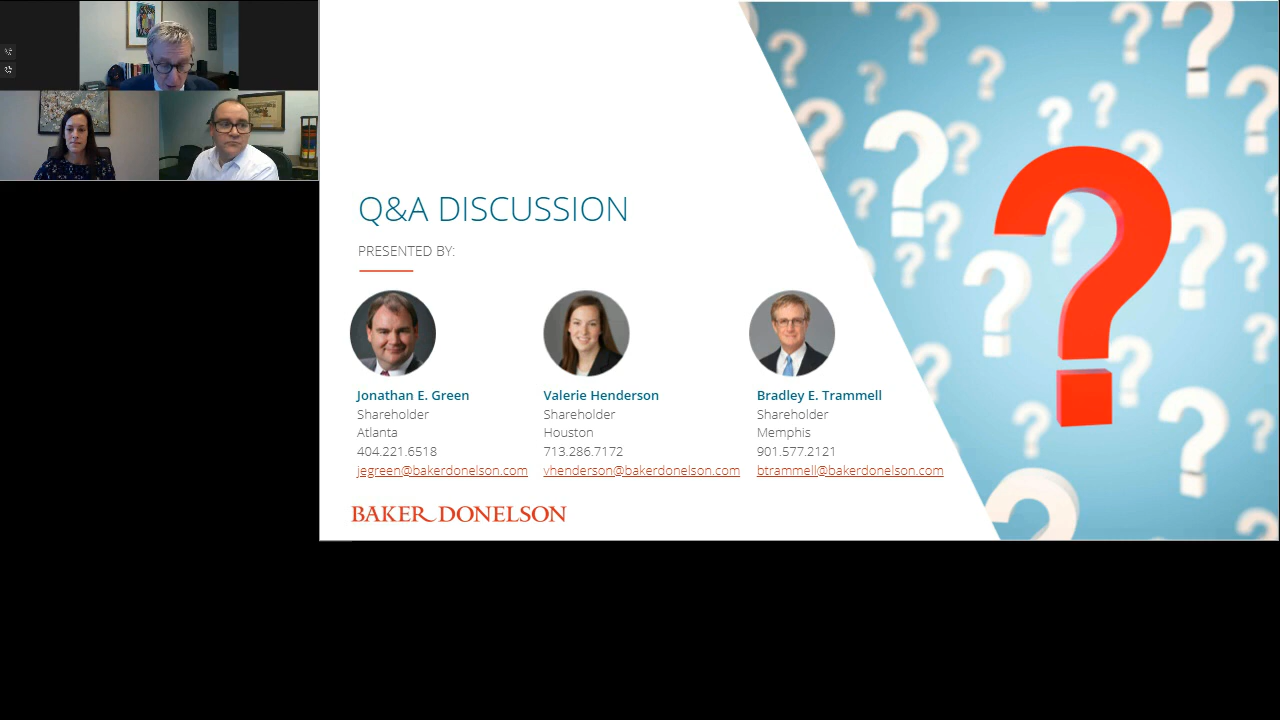 Q&A DISCUSSION
PRESENTED BY:
Jonathan E. Green
Shareholder
Atlanta
404.221.6518
jegreen@bakerdonelson.com
Valerie Henderson
Shareholder
Houston
713.286.7172
vhenderson@bakerdonelson.com
Bradley E. Trammell
Shareholder
Memphis
901.577.2121
btrammell@bakerdonelson.com
BAKER DONELSON